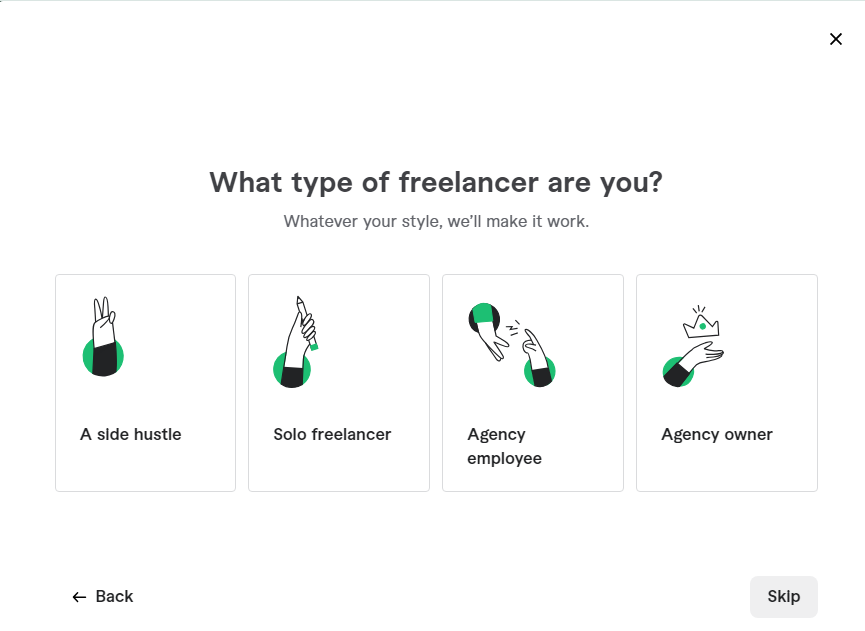 What type of freelancer are you?
Whatever your style, we’ll make it work.
A side hustle
Solo freelancer
Agency
employee
Agency owner
Back
Skip